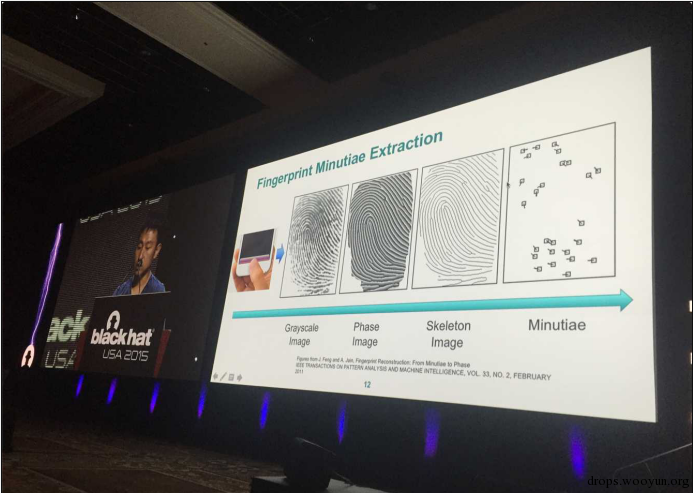 Fingerprint Minutiae Extraction
Grayscale
Image
Phase
Image
Skeleton
Image
Minutiae
Figures from J. Feng and A. Jain, Fingerprint Reconstruction: From Minutiae to Phase
IEEE TRANSACTIONS ON PATTERN ANALYSIS AND MACHINE INTELLIGENCE, VOL. 33, NO. 2, FEBRUARY
2011
12
ack
USA
black hat
USA 2015
drops.wooyun.org